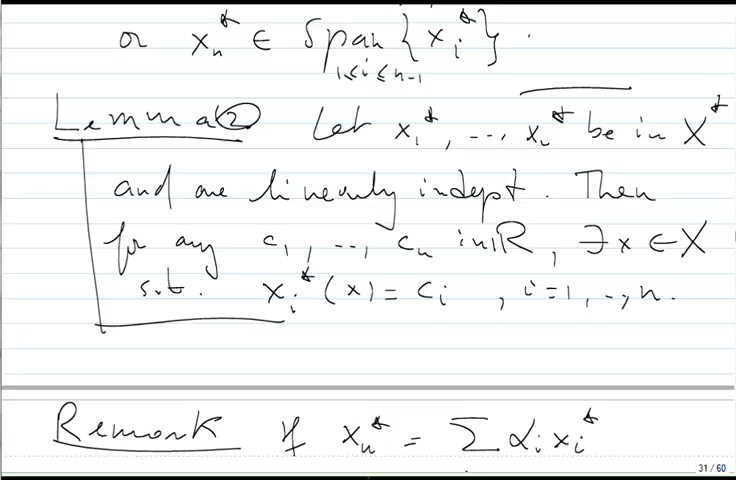 or xₙ* ∈ Span {xᵢ*} .
1≤i≤n-1
Lemma ② Let x₁*, ..., xₙ* be in X*
and are linearly indept. Then
for any c₁, .., cₙ in ℝ, ∃ x ∈ X
s.t. xᵢ*(x) = cᵢ , i=1, .., n.
Remark If xₙ* = Σ αᵢ xᵢ*
31 / 60